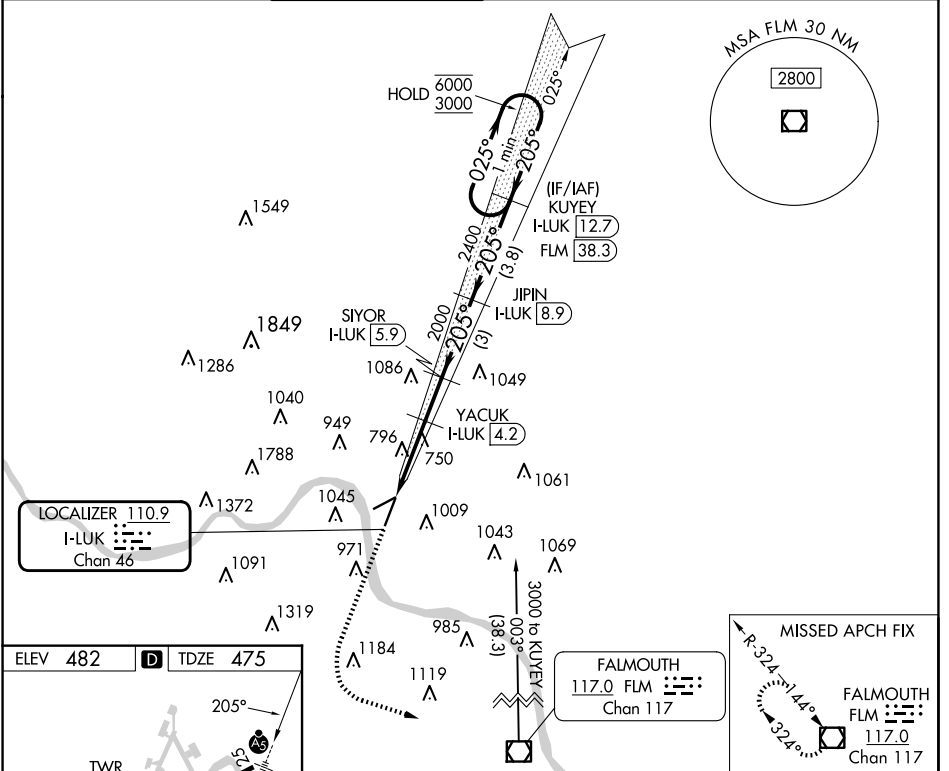 MSA FLM 30 NM
2800
HOLD 6000
3000
025°
025°
1 min
205°
(IF/IAF)
KUYEY
I-LUK 12.7
FLM 38.3
2400
205°
(3.8)
JIPIN
I-LUK 8.9
SIYOR
I-LUK 5.9
2000
205°
(3)
1549
1849
1286
1086
1049
1040
949
796
750
YACUK
I-LUK 4.2
1788
1061
1372
1045
1009
LOCALIZER 110.9
I-LUK
Chan 46
1091
971
1043
1069
1319
985
1184
1119
3000 to KUYEY
003°
(38.3)
FALMOUTH
117.0 FLM
Chan 117
MISSED APCH FIX
R-324
144°
324°
FALMOUTH
FLM
117.0
Chan 117
ELEV 482 D TDZE 475
205°
A5
25
TWR